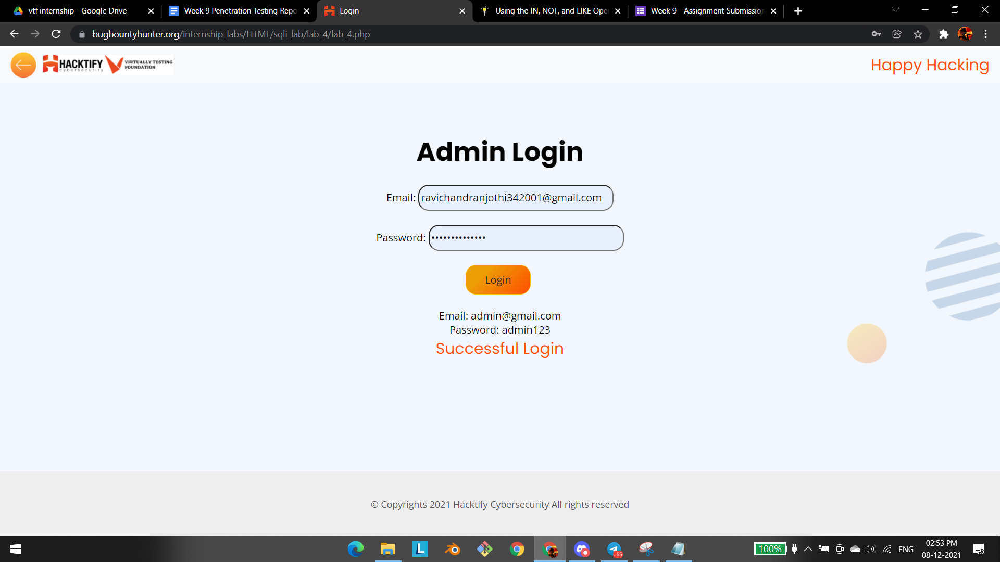 vtf internship - Google Drive
Week 9 Penetration Testing Repo
Login
Using the IN, NOT, and LIKE Ope
Week 9 - Assignment Submission
bugbountyhunter.org/internship_labs/HTML/sqli_lab/lab_4/lab_4.php
HACKTIFY
cybersecurity
VIRTUALLY TESTING
FOUNDATION
Happy Hacking
Admin Login
Email: ravichandranjothi342001@gmail.com
Password: ••••••••••••••
Login
Email: admin@gmail.com
Password: admin123
Successful Login
© Copyrights 2021 Hacktify Cybersecurity All rights reserved
L
65
100%
ENG
02:53 PM
08-12-2021